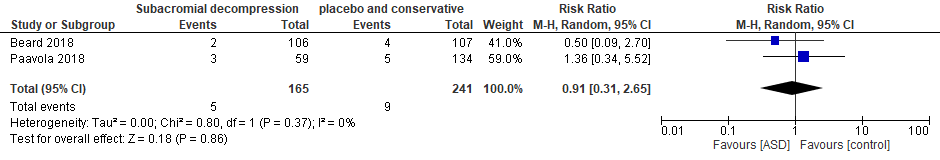 Subacromial decompression placebo and conservative Risk Ratio Risk Ratio
Study or Subgroup Events Total Events Total Weight M-H, Random, 95% CI M-H, Random, 95% CI
Beard 2018 2 106 4 107 41.0% 0.50 [0.09, 2.70]
Paavola 2018 3 59 5 134 59.0% 1.36 [0.34, 5.52]
Total (95% CI) 165 241 100.0% 0.91 [0.31, 2.65]
Total events 5 9
Heterogeneity: Tau² = 0.00; Chi² = 0.80, df = 1 (P = 0.37); I² = 0%
Test for overall effect: Z = 0.18 (P = 0.86)
0.01 0.1 1 10 100
Favours [ASD] Favours [control]